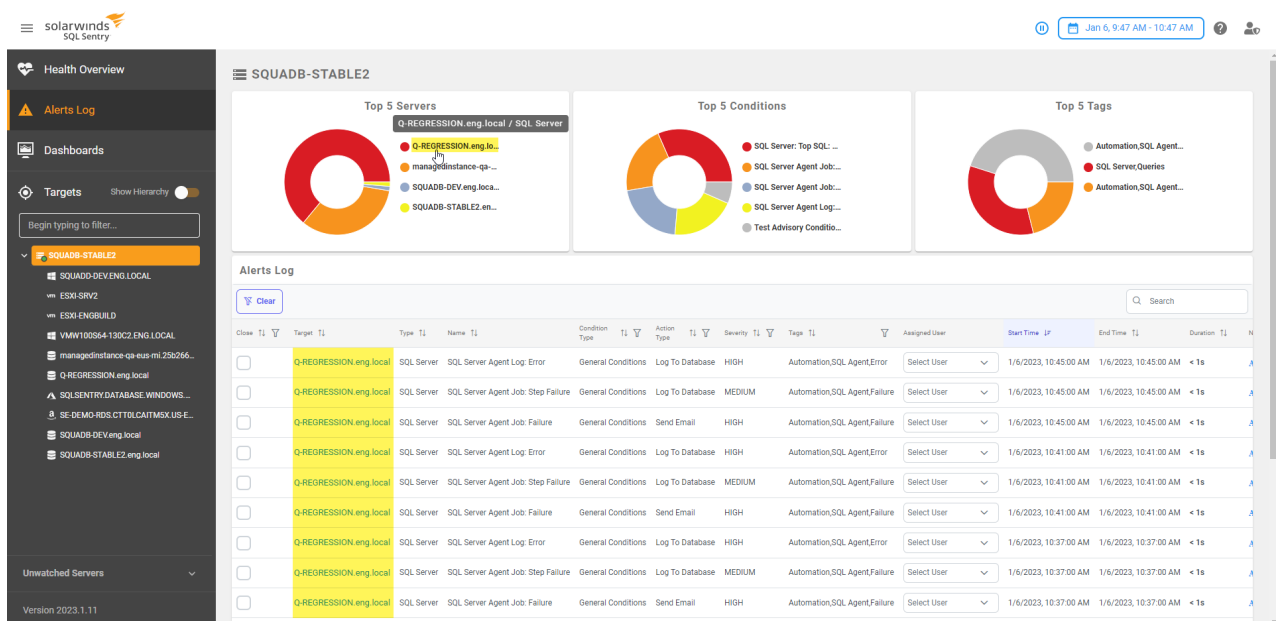 solarwinds
SQL Sentry
Jan 6, 9:47 AM - 10:47 AM
Health Overview
Alerts Log
Dashboards
Targets Show Hierarchy
Begin typing to filter...
SQUADB-STABLE2
SQUADD-DEV.ENG.LOCAL
vm ESXI-SRV2
vm ESXI-ENGBUILD
VMW100S64-130C2.ENG.LOCAL
managedinstance-qa-eus-mi.25b266...
Q-REGRESSION.eng.local
SQLSENTRY.DATABASE.WINDOWS....
SE-DEMO-RDS.CTT0LCAITMSX.US-E...
SQUADB-DEV.eng.local
SQUADB-STABLE2.eng.local
Unwatched Servers
Version 2023.1.11
SQUADB-STABLE2
Top 5 Servers
Q-REGRESSION.eng.local / SQL Server
Q-REGRESSION.eng.lo...
managedinstance-qa-...
SQUADB-DEV.eng.loca...
SQUADB-STABLE2.en...
Top 5 Conditions
SQL Server: Top SQL: ...
SQL Server Agent Job:...
SQL Server Agent Job:...
SQL Server Agent Log:...
Test Advisory Conditio...
Top 5 Tags
Automation,SQL Agent...
SQL Server,Queries
Automation,SQL Agent...
Alerts Log
Clear
Search
Close Target Type Name Condition Type Action Type Severity Tags Assigned User Start Time End Time Duration N
Q-REGRESSION.eng.local SQL Server SQL Server Agent Log: Error General Conditions Log To Database HIGH Automation,SQL Agent,Error Select User 1/6/2023, 10:45:00 AM 1/6/2023, 10:45:00 AM < 1s
Q-REGRESSION.eng.local SQL Server SQL Server Agent Job: Step Failure General Conditions Log To Database MEDIUM Automation,SQL Agent,Failure Select User 1/6/2023, 10:45:00 AM 1/6/2023, 10:45:00 AM < 1s
Q-REGRESSION.eng.local SQL Server SQL Server Agent Job: Failure General Conditions Send Email HIGH Automation,SQL Agent,Failure Select User 1/6/2023, 10:45:00 AM 1/6/2023, 10:45:00 AM < 1s
Q-REGRESSION.eng.local SQL Server SQL Server Agent Log: Error General Conditions Log To Database HIGH Automation,SQL Agent,Error Select User 1/6/2023, 10:41:00 AM 1/6/2023, 10:41:00 AM < 1s
Q-REGRESSION.eng.local SQL Server SQL Server Agent Job: Step Failure General Conditions Log To Database MEDIUM Automation,SQL Agent,Failure Select User 1/6/2023, 10:41:00 AM 1/6/2023, 10:41:00 AM < 1s
Q-REGRESSION.eng.local SQL Server SQL Server Agent Job: Failure General Conditions Send Email HIGH Automation,SQL Agent,Failure Select User 1/6/2023, 10:41:00 AM 1/6/2023, 10:41:00 AM < 1s
Q-REGRESSION.eng.local SQL Server SQL Server Agent Log: Error General Conditions Log To Database HIGH Automation,SQL Agent,Error Select User 1/6/2023, 10:37:00 AM 1/6/2023, 10:37:00 AM < 1s
Q-REGRESSION.eng.local SQL Server SQL Server Agent Job: Step Failure General Conditions Log To Database MEDIUM Automation,SQL Agent,Failure Select User 1/6/2023, 10:37:00 AM 1/6/2023, 10:37:00 AM < 1s
Q-REGRESSION.eng.local SQL Server SQL Server Agent Job: Failure General Conditions Send Email HIGH Automation,SQL Agent,Failure Select User 1/6/2023, 10:37:00 AM 1/6/2023, 10:37:00 AM < 1s